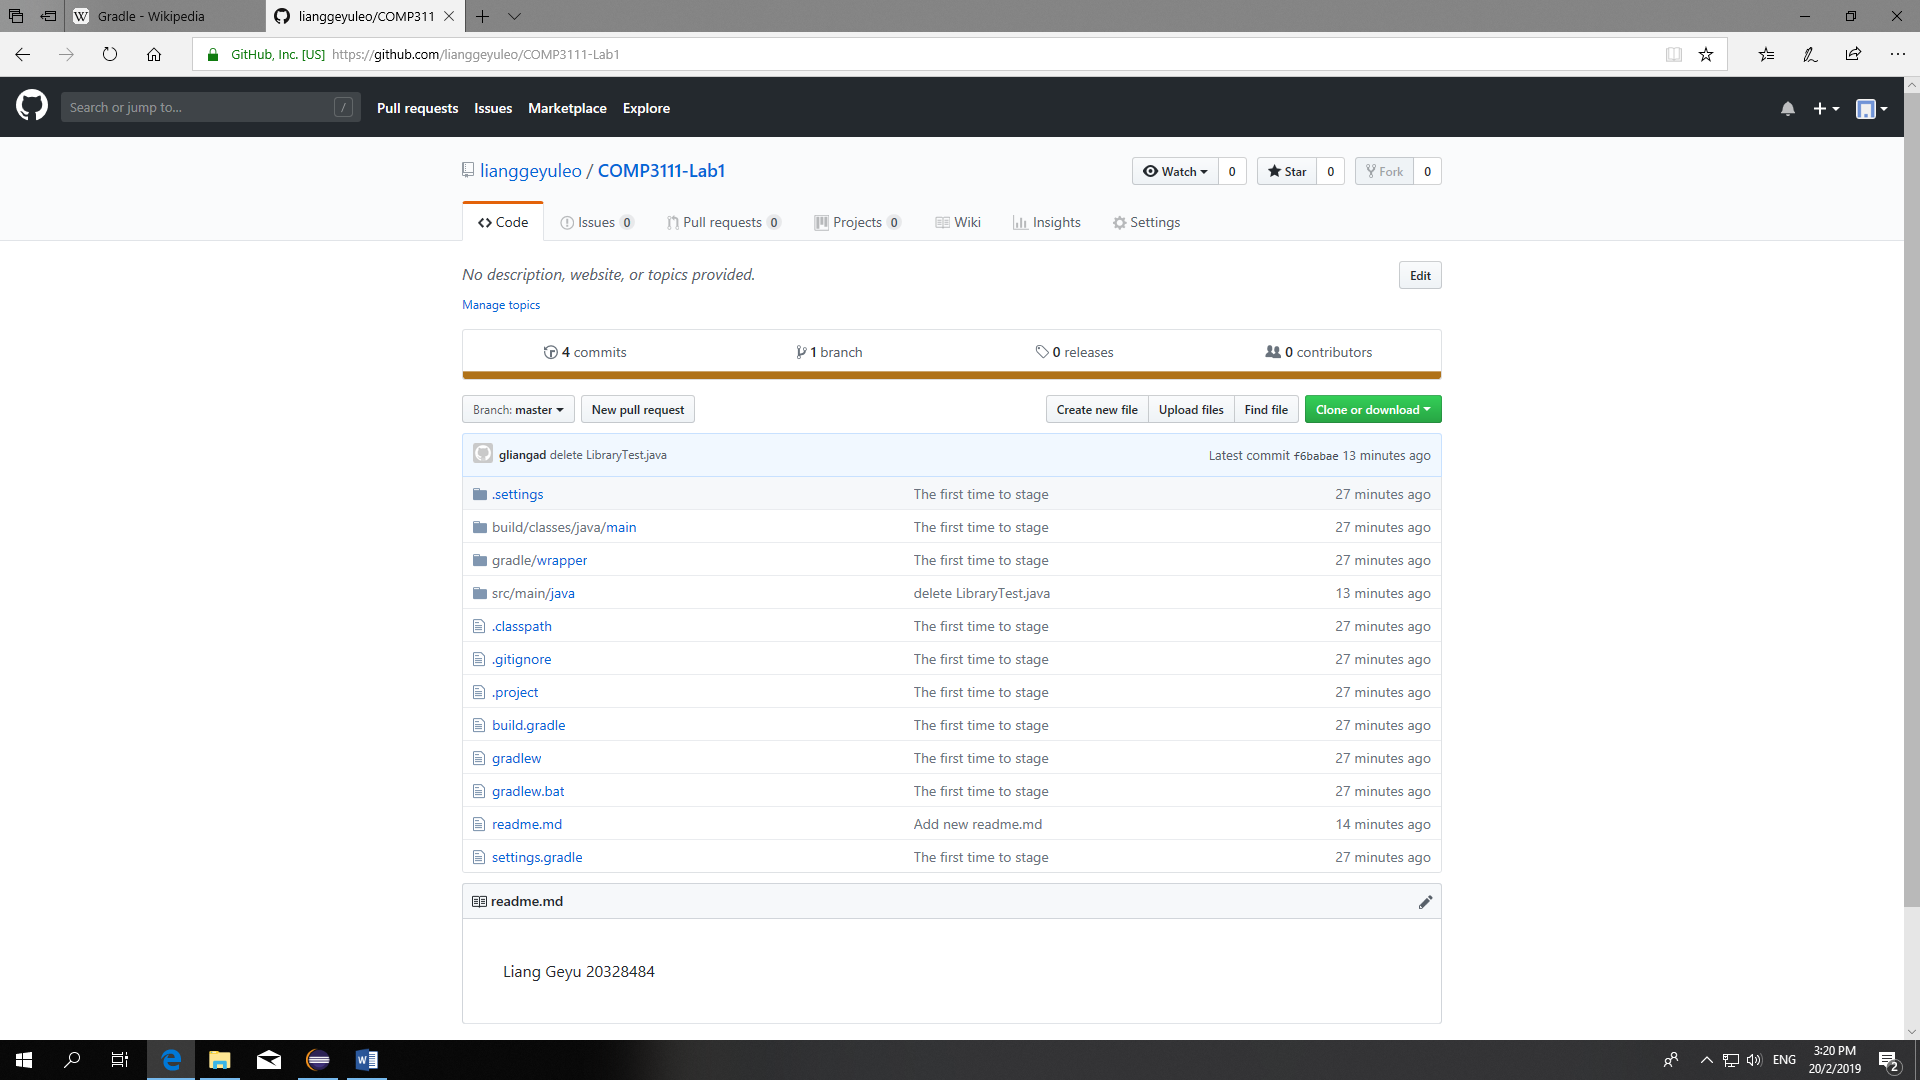 Gradle - Wikipedia
lianggeyuleo/COMP311
GitHub, Inc. [US] https://github.com/lianggeyuleo/COMP3111-Lab1
Search or jump to... /
Pull requests Issues Marketplace Explore
lianggeyuleo / COMP3111-Lab1
Watch 0 Star 0 Fork 0
Code Issues 0 Pull requests 0 Projects 0 Wiki Insights Settings
No description, website, or topics provided. Edit
Manage topics
4 commits 1 branch 0 releases 0 contributors
Branch: master New pull request Create new file Upload files Find file Clone or download
gliangad delete LibraryTest.java Latest commit f6babae 13 minutes ago
.settings The first time to stage 27 minutes ago
build/classes/java/main The first time to stage 27 minutes ago
gradle/wrapper The first time to stage 27 minutes ago
src/main/java delete LibraryTest.java 13 minutes ago
.classpath The first time to stage 27 minutes ago
.gitignore The first time to stage 27 minutes ago
.project The first time to stage 27 minutes ago
build.gradle The first time to stage 27 minutes ago
gradlew The first time to stage 27 minutes ago
gradlew.bat The first time to stage 27 minutes ago
readme.md Add new readme.md 14 minutes ago
settings.gradle The first time to stage 27 minutes ago
readme.md
Liang Geyu 20328484
ENG 3:20 PM
20/2/2019 2